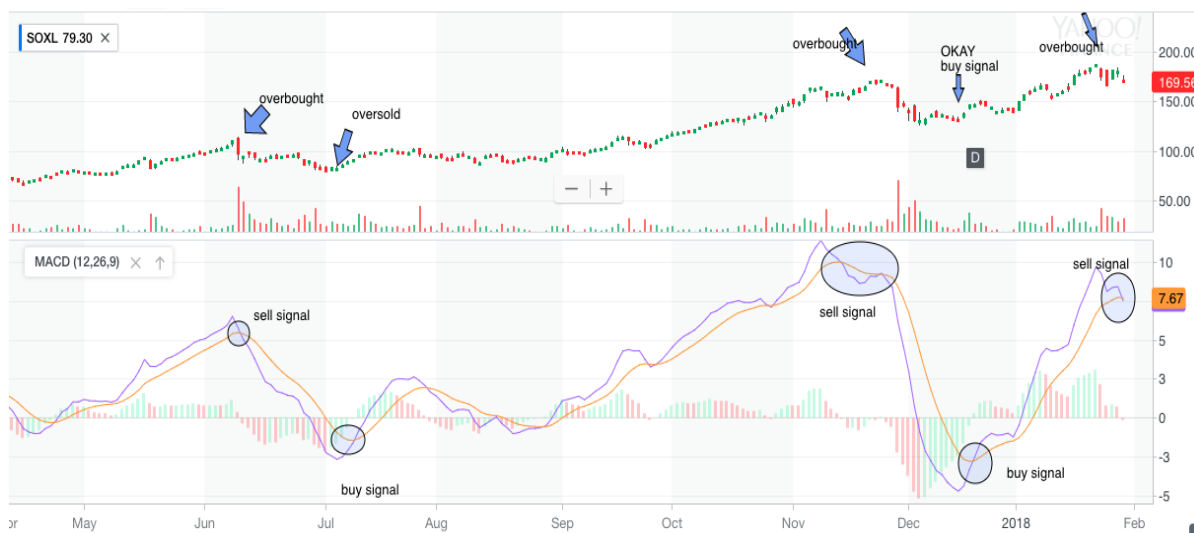 SOXL 79.30 ×
YAHOO!
overbought
oversold
overbought
OKAY
buy signal
overbought
200.00
169.56
150.00
100.00
50.00
D
− +
MACD (12,26,9) ×
sell signal
buy signal
sell signal
buy signal
sell signal
10
7.67
5
3
0
-3
-5
May Jun Jul Aug Sep Oct Nov Dec 2018 Feb